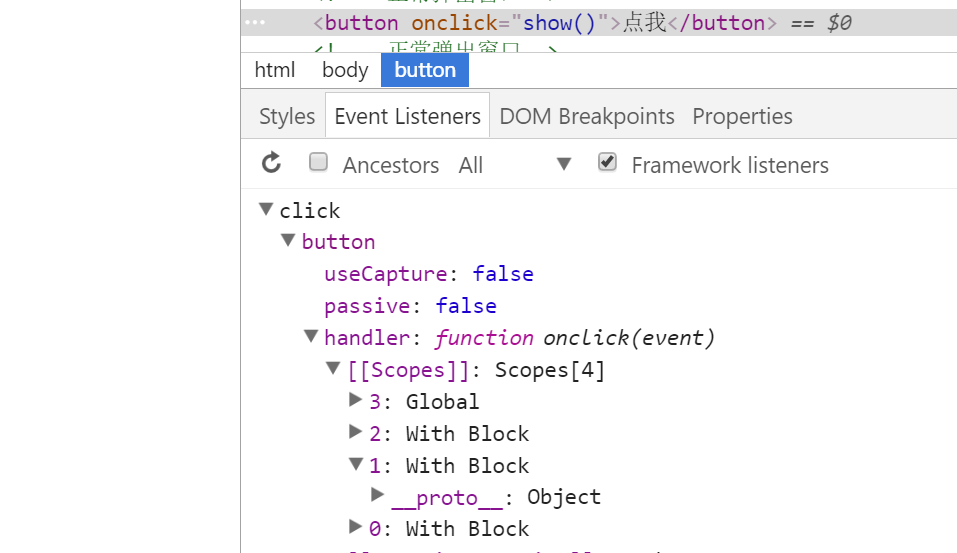 <button onclick="show()">点我</button> == $0
<!-- 正常弹出窗口 -->
html body button
Styles Event Listeners DOM Breakpoints Properties
Ancestors All Framework listeners
click
button
useCapture: false
passive: false
handler: function onclick(event)
[[Scopes]]: Scopes[4]
3: Global
2: With Block
1: With Block
__proto__: Object
0: With Block